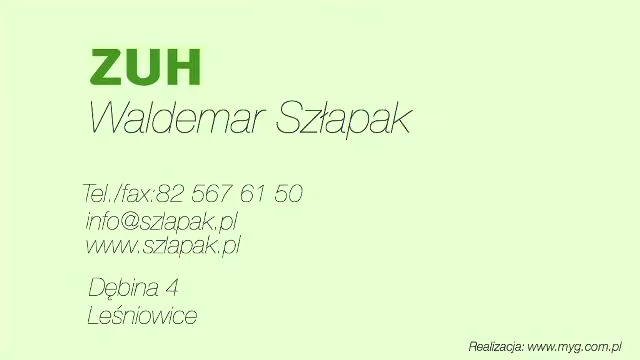 ZUH
Waldemar Szłapak
Tel./fax:82 567 61 50
info@szlapak.pl
www.szlapak.pl
Dębina 4
Leśniowice
Realizacja: www.myg.com.pl